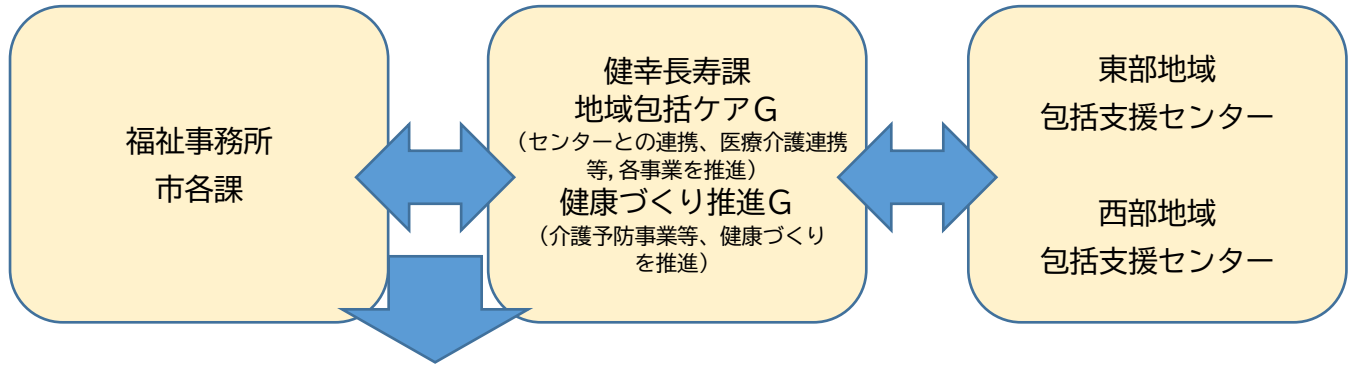 福祉事務所
市各課
健幸長寿課
地域包括ケアG
（センターとの連携、医療介護連携
等,各事業を推進）
健康づくり推進G
（介護予防事業等、健康づくり
を推進）
東部地域
包括支援センター
西部地域
包括支援センター